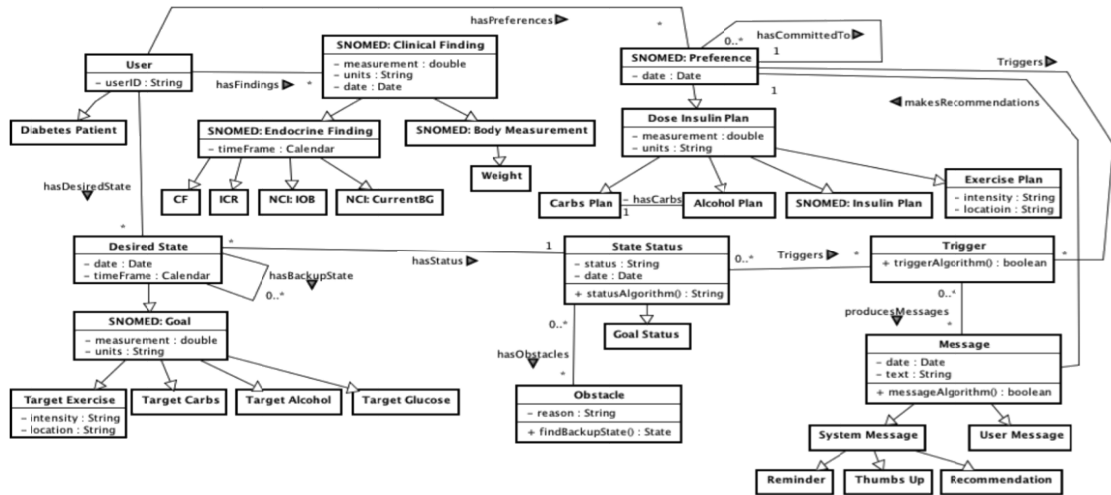 hasPreferences
*
hasCommittedTo
0..*
1
SNOMED: Clinical Finding
- measurement : double
- units : String
- date : Date
User
- userID : String
hasFindings
*
SNOMED: Preference
- date : Date
Triggers
1
makesRecommendations
Diabetes Patient
SNOMED: Endocrine Finding
- timeFrame : Calendar
SNOMED: Body Measurement
Dose Insulin Plan
- measurement : double
- units : String
Weight
CF
ICR
NCI: IOB
NCI: CurrentBG
hasDesiredState
*
Carbs Plan
- hasCarbs
1
Alcohol Plan
SNOMED: Insulin Plan
Exercise Plan
- intensity : String
- locatioin : String
Desired State
- date : Date
- timeFrame : Calendar
*
hasStatus
1
hasBackupState
0..*
State Status
- status : String
- date : Date
+ statusAlgorithm() : String
0..*
Triggers
*
Trigger
+ triggerAlgorithm() : boolean
*
SNOMED: Goal
- measurement : double
- units : String
Goal Status
0..*
hasObstacles
*
0..*
producesMessages
*
Message
- date : Date
- text : String
+ messageAlgorithm() : boolean
Target Exercise
- intensity : String
- location : String
Target Carbs
Target Alcohol
Target Glucose
Obstacle
- reason : String
+ findBackupState() : State
System Message
User Message
Reminder
Thumbs Up
Recommendation